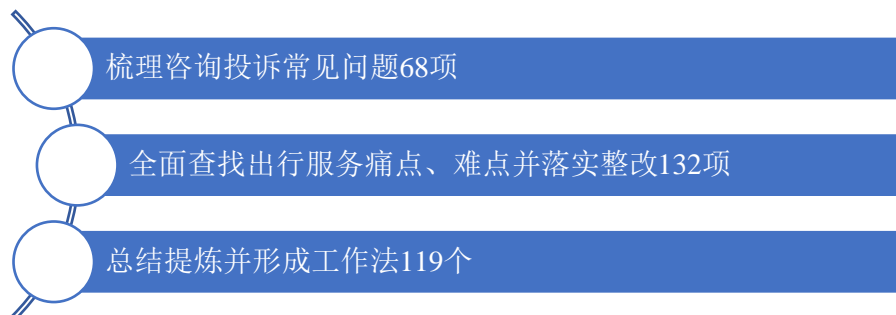 梳理咨询投诉常见问题68项
全面查找出行服务痛点、难点并落实整改132项
总结提炼并形成工作法119个